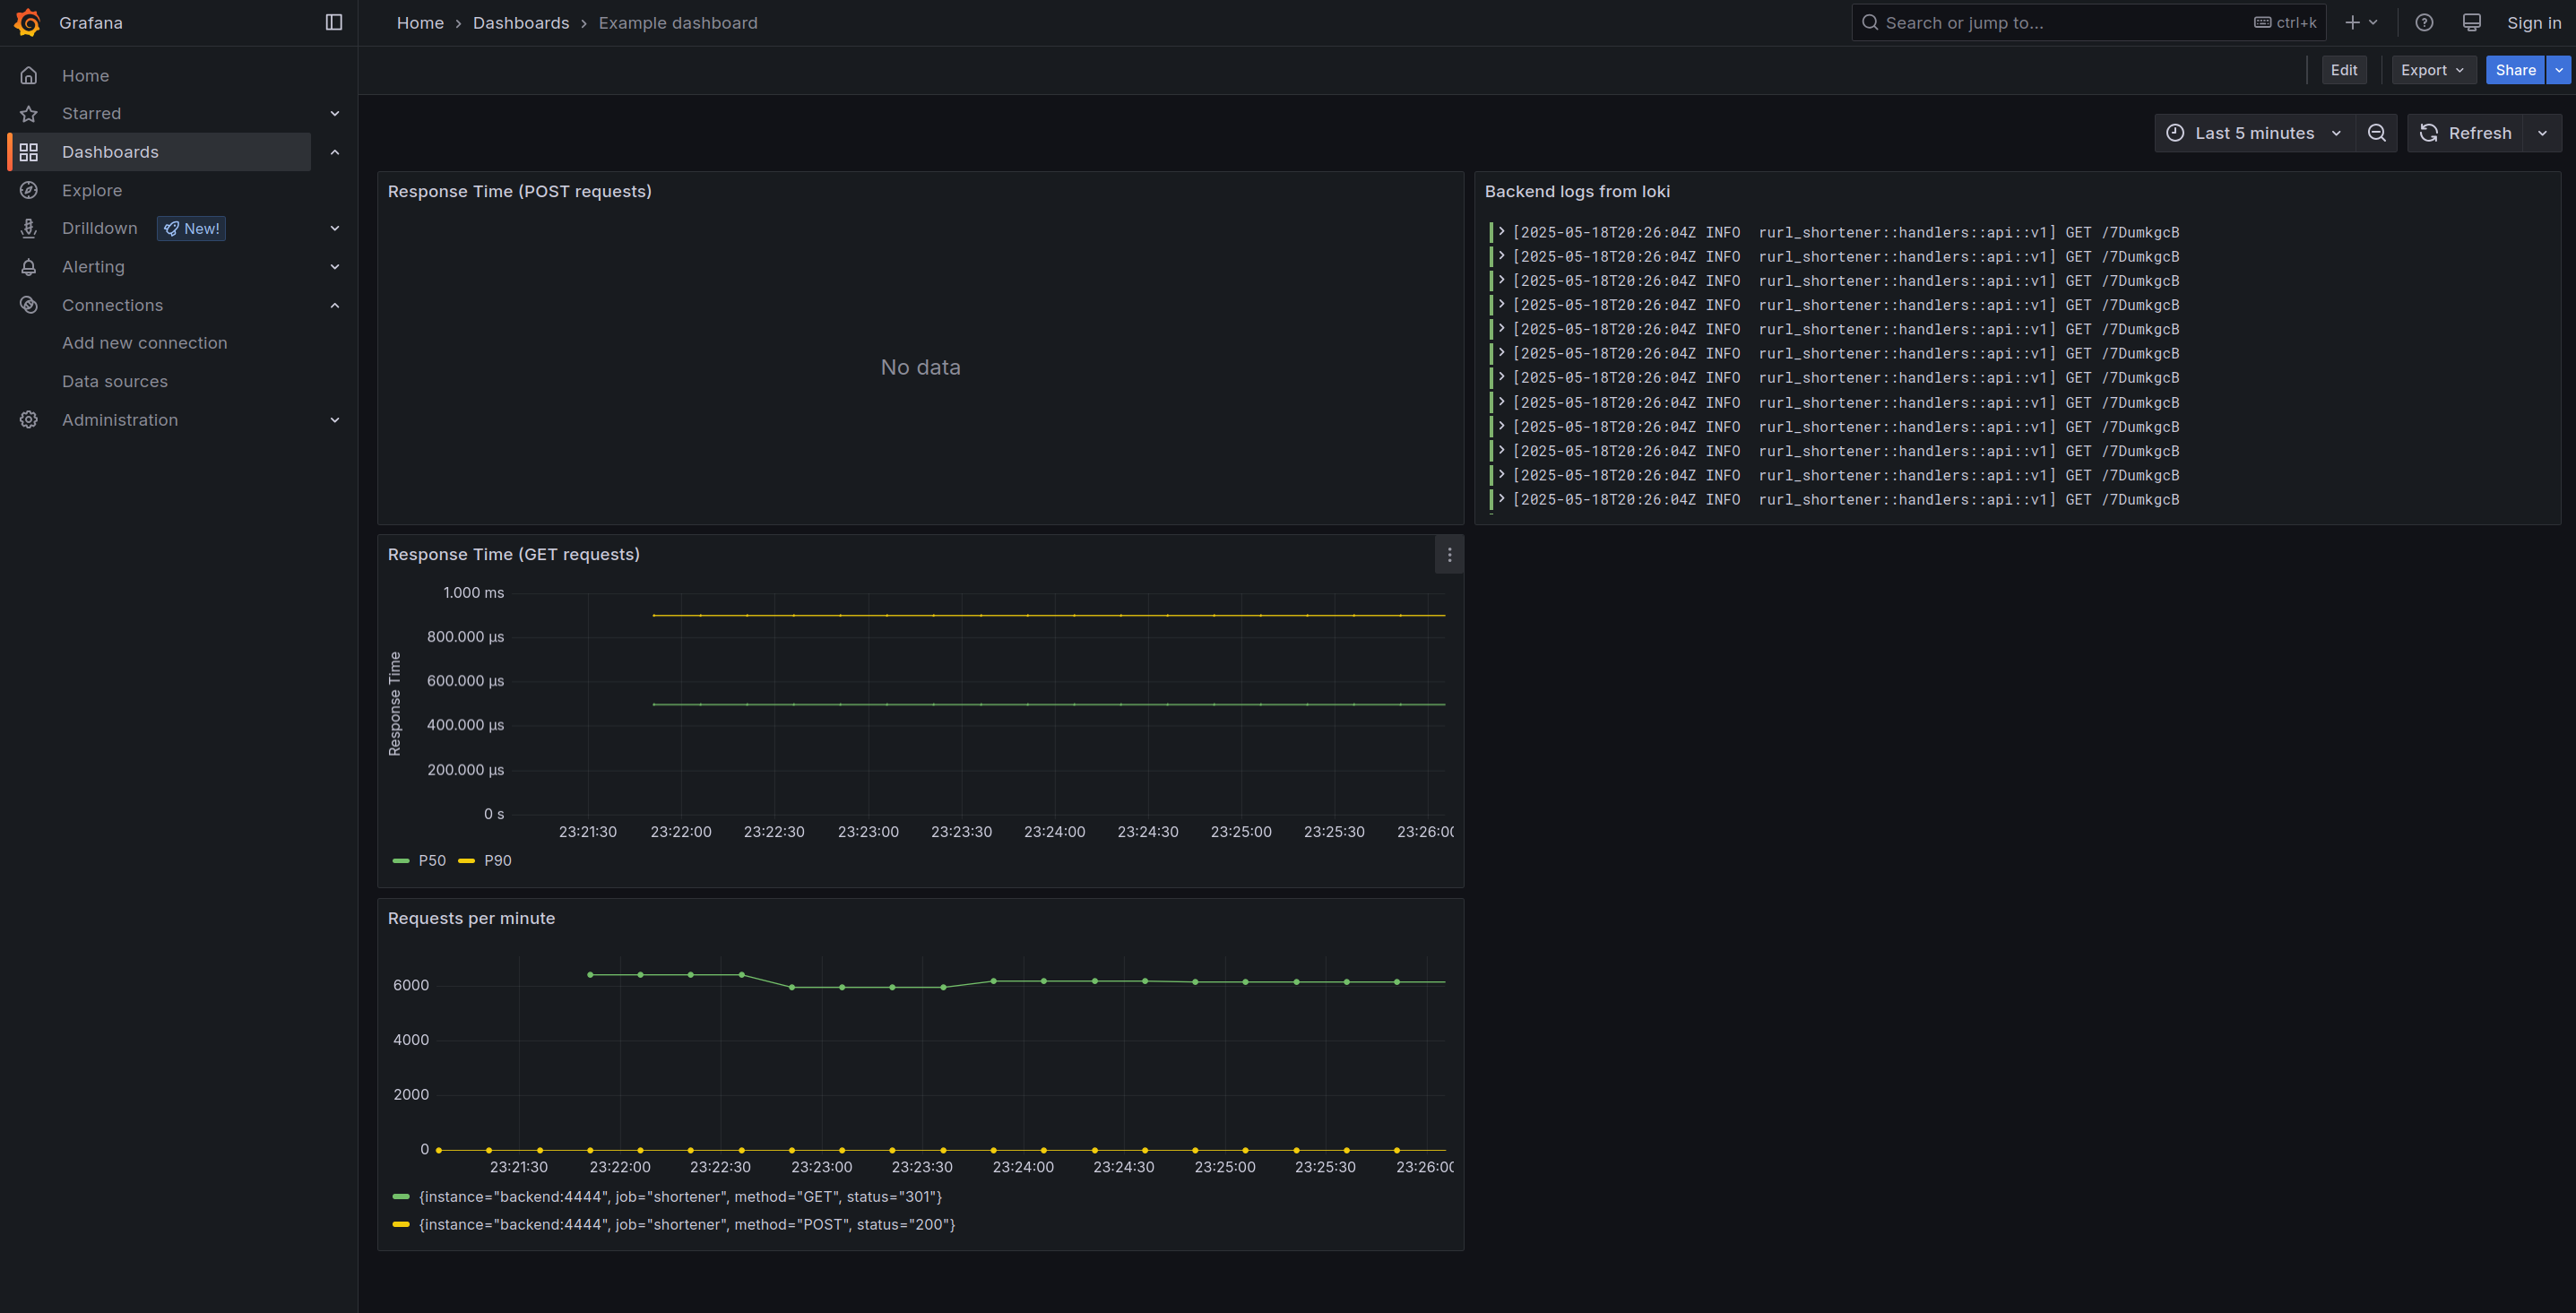 Grafana
Home
Dashboards
Example dashboard
Search or jump to...
ctrl+k
Sign in
Edit
Export
Share
Home
Starred
Dashboards
Explore
Drilldown
New!
Alerting
Connections
Add new connection
Data sources
Administration
Last 5 minutes
Refresh
Response Time (POST requests)
No data
Backend logs from loki
[2025-05-18T20:26:04Z INFO  rurl_shortener::handlers::api::v1] GET /7DumkgcB
[2025-05-18T20:26:04Z INFO  rurl_shortener::handlers::api::v1] GET /7DumkgcB
[2025-05-18T20:26:04Z INFO  rurl_shortener::handlers::api::v1] GET /7DumkgcB
[2025-05-18T20:26:04Z INFO  rurl_shortener::handlers::api::v1] GET /7DumkgcB
[2025-05-18T20:26:04Z INFO  rurl_shortener::handlers::api::v1] GET /7DumkgcB
[2025-05-18T20:26:04Z INFO  rurl_shortener::handlers::api::v1] GET /7DumkgcB
[2025-05-18T20:26:04Z INFO  rurl_shortener::handlers::api::v1] GET /7DumkgcB
[2025-05-18T20:26:04Z INFO  rurl_shortener::handlers::api::v1] GET /7DumkgcB
[2025-05-18T20:26:04Z INFO  rurl_shortener::handlers::api::v1] GET /7DumkgcB
[2025-05-18T20:26:04Z INFO  rurl_shortener::handlers::api::v1] GET /7DumkgcB
[2025-05-18T20:26:04Z INFO  rurl_shortener::handlers::api::v1] GET /7DumkgcB
[2025-05-18T20:26:04Z INFO  rurl_shortener::handlers::api::v1] GET /7DumkgcB
Response Time (GET requests)
Response Time
1.000 ms
800.000 µs
600.000 µs
400.000 µs
200.000 µs
0 s
23:21:30 23:22:00 23:22:30 23:23:00 23:23:30 23:24:00 23:24:30 23:25:00 23:25:30 23:26:00
P50 P90
Requests per minute
6000
4000
2000
0
23:21:30 23:22:00 23:22:30 23:23:00 23:23:30 23:24:00 23:24:30 23:25:00 23:25:30 23:26:00
{instance="backend:4444", job="shortener", method="GET", status="301"}
{instance="backend:4444", job="shortener", method="POST", status="200"}